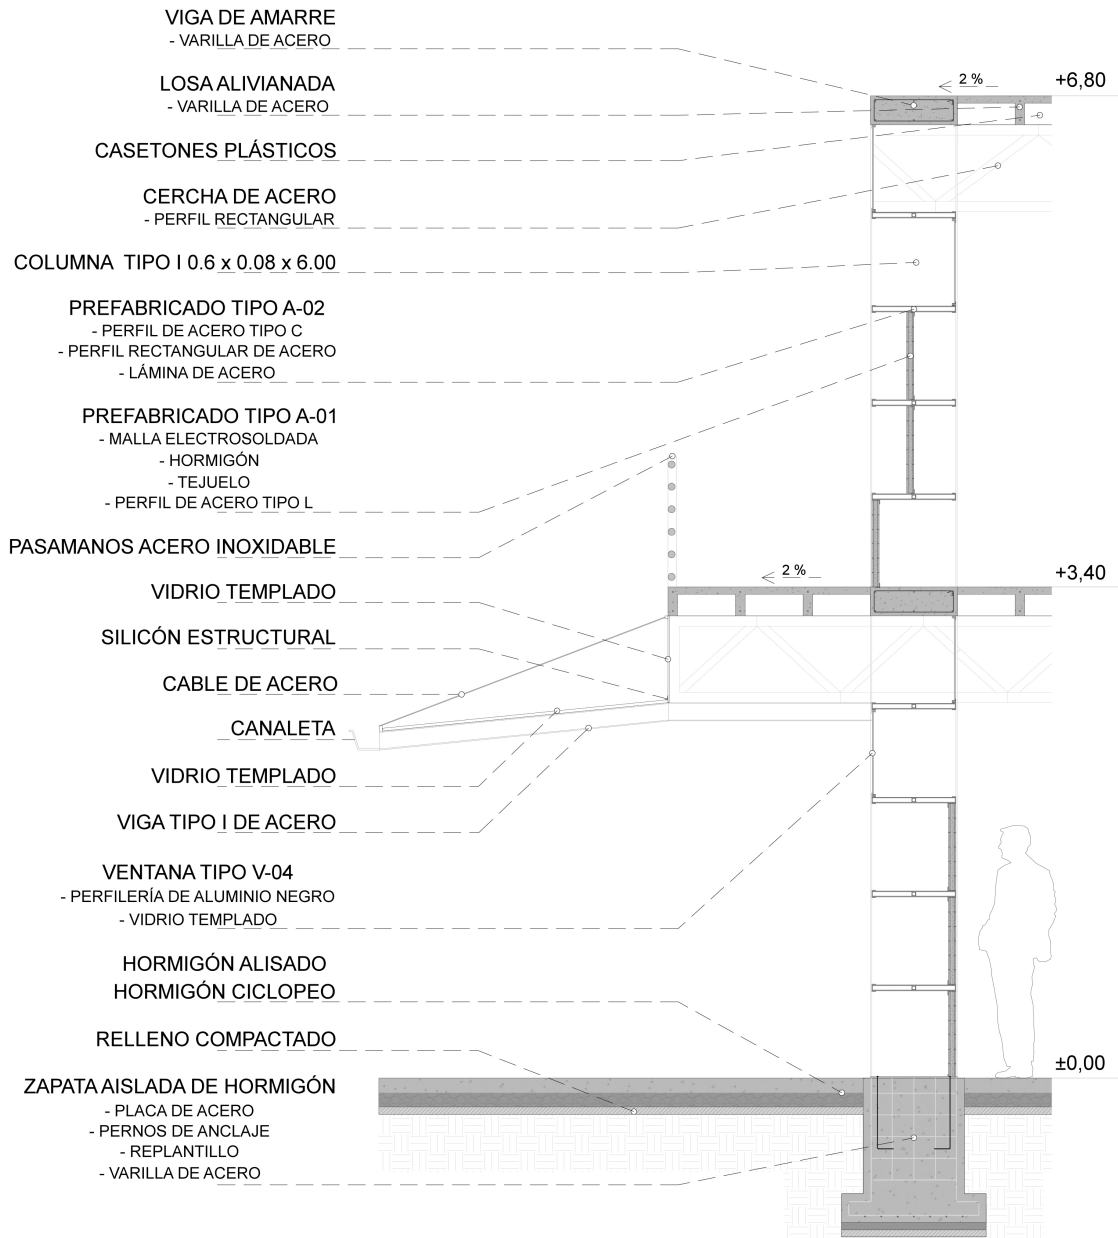 VIGA DE AMARRE
- VARILLA DE ACERO
LOSA ALIVIANADA
- VARILLA DE ACERO
2 %
+6,80
CASETONES PLÁSTICOS
CERCHA DE ACERO
- PERFIL RECTANGULAR
COLUMNA TIPO I 0.6 x 0.08 x 6.00
PREFABRICADO TIPO A-02
- PERFIL DE ACERO TIPO C
- PERFIL RECTANGULAR DE ACERO
- LÁMINA DE ACERO
PREFABRICADO TIPO A-01
- MALLA ELECTROSOLDADA
- HORMIGÓN
- TEJUELO
- PERFIL DE ACERO TIPO L
PASAMANOS ACERO INOXIDABLE
2 %
+3,40
VIDRIO TEMPLADO
SILICÓN ESTRUCTURAL
CABLE DE ACERO
CANALETA
VIDRIO TEMPLADO
VIGA TIPO I DE ACERO
VENTANA TIPO V-04
- PERFILERÍA DE ALUMINIO NEGRO
- VIDRIO TEMPLADO
HORMIGÓN ALISADO
HORMIGÓN CICLOPEO
RELLENO COMPACTADO
±0,00
ZAPATA AISLADA DE HORMIGÓN
- PLACA DE ACERO
- PERNOS DE ANCLAJE
- REPLANTILLO
- VARILLA DE ACERO